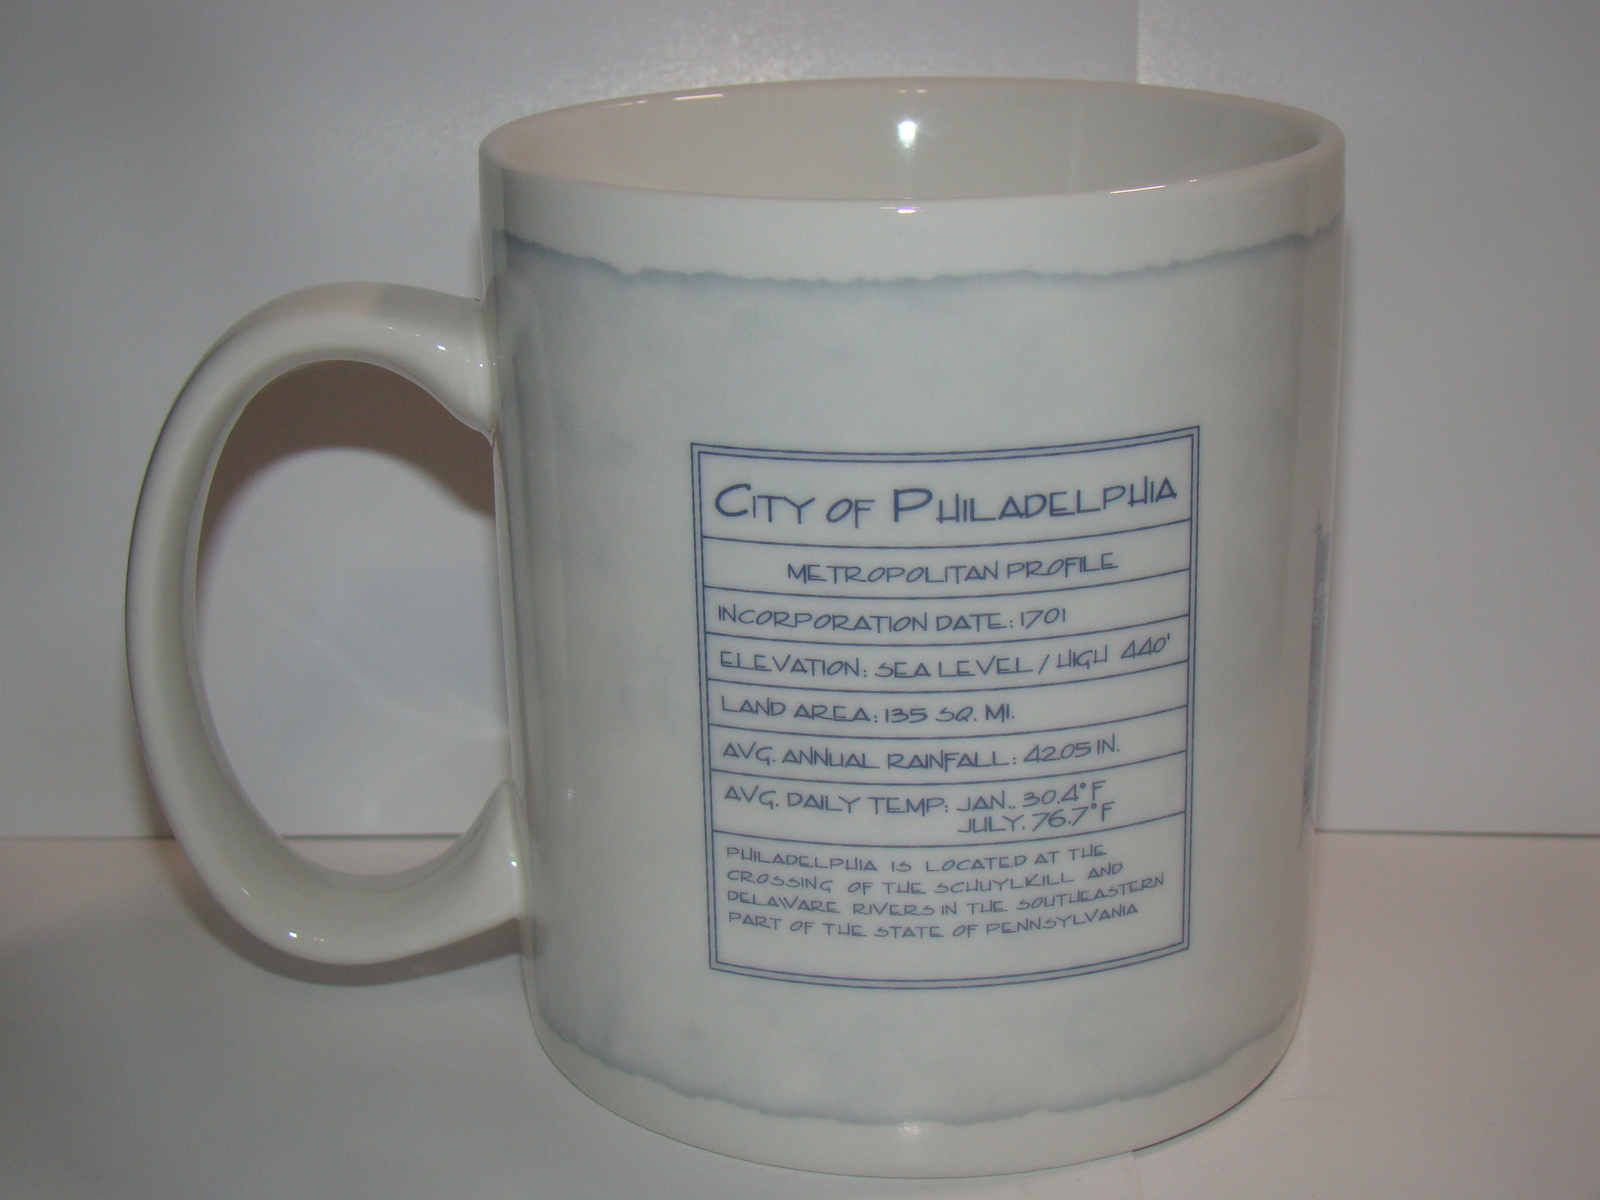 CITY OF PHILADELPHIA
METROPOLITAN PROFILE
INCORPORATION DATE: 1701
ELEVATION: SEA LEVEL / HIGH 440'
LAND AREA: 135 SQ. MI.
AVG. ANNUAL RAINFALL: 42.05 IN.
AVG. DAILY TEMP: JAN., 30.4°F
JULY, 76.7°F
PHILADELPHIA IS LOCATED AT THE
CROSSING OF THE SCHUYLKILL AND
DELAWARE RIVERS IN THE SOUTHEASTERN
PART OF THE STATE OF PENNSYLVANIA